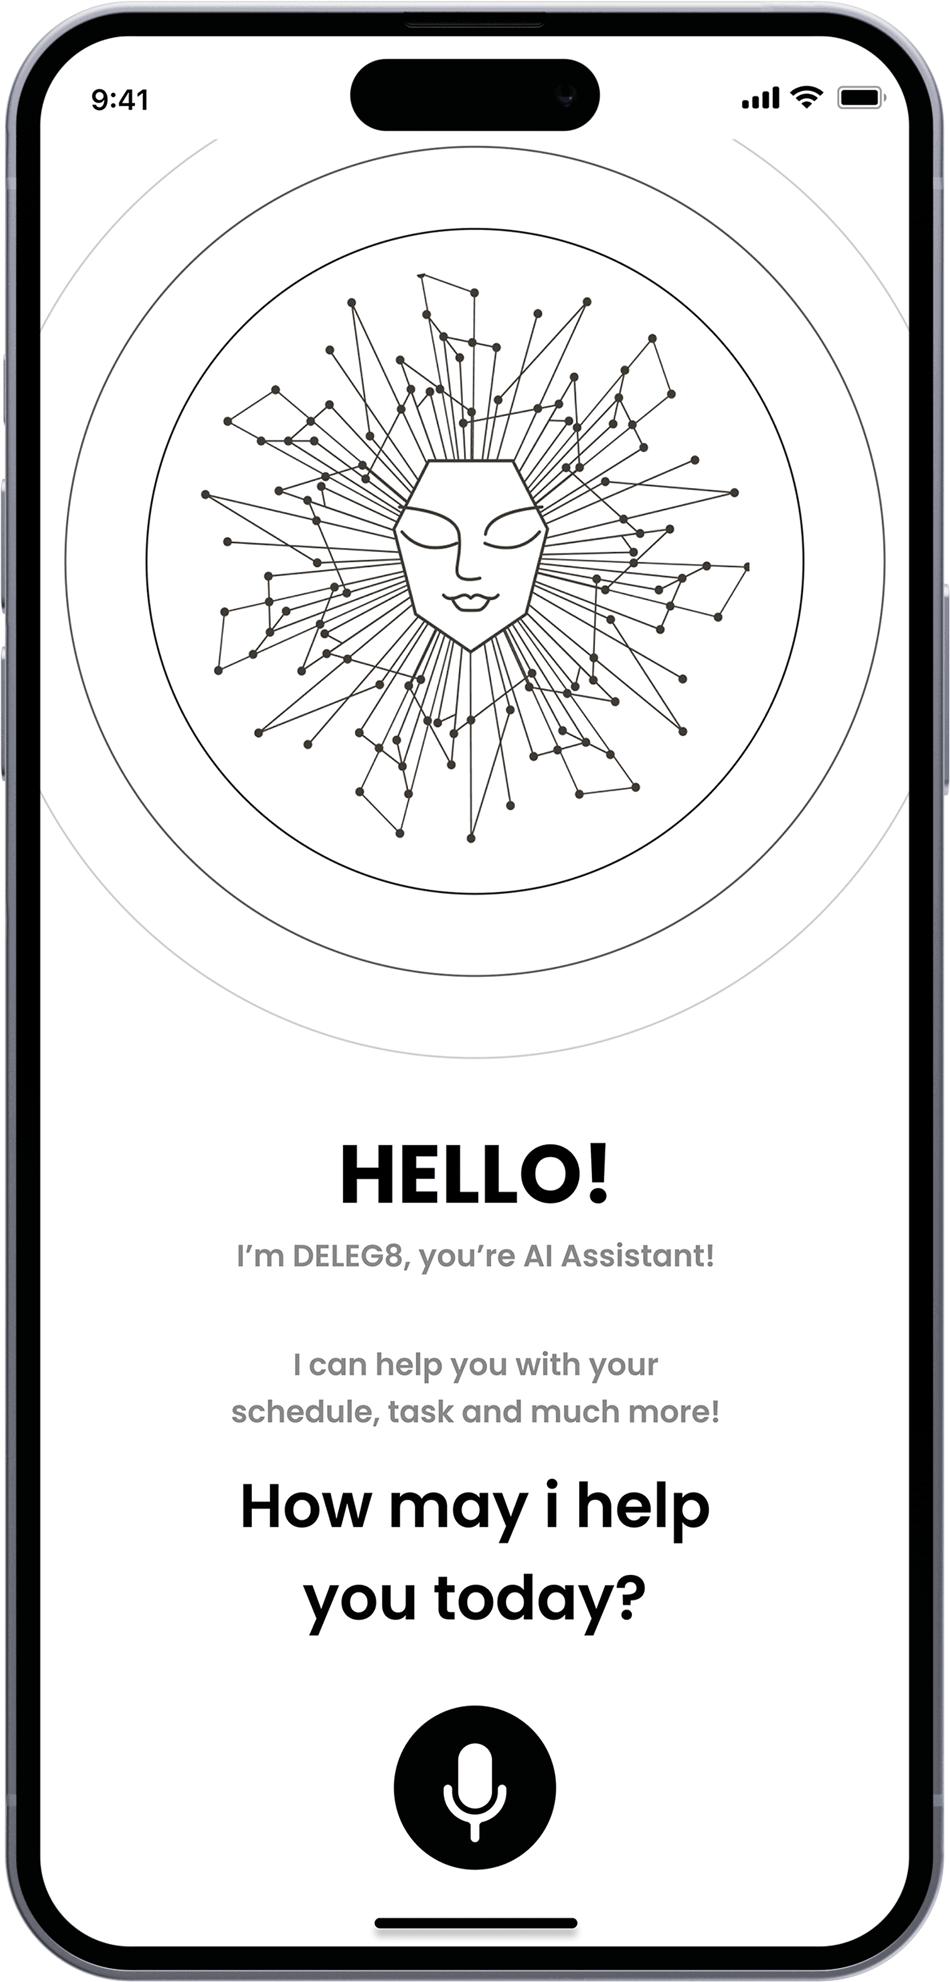 9:41
HELLO!
I’m DELEG8, you’re AI Assistant!
I can help you with your
schedule, task and much more!
How may i help
you today?